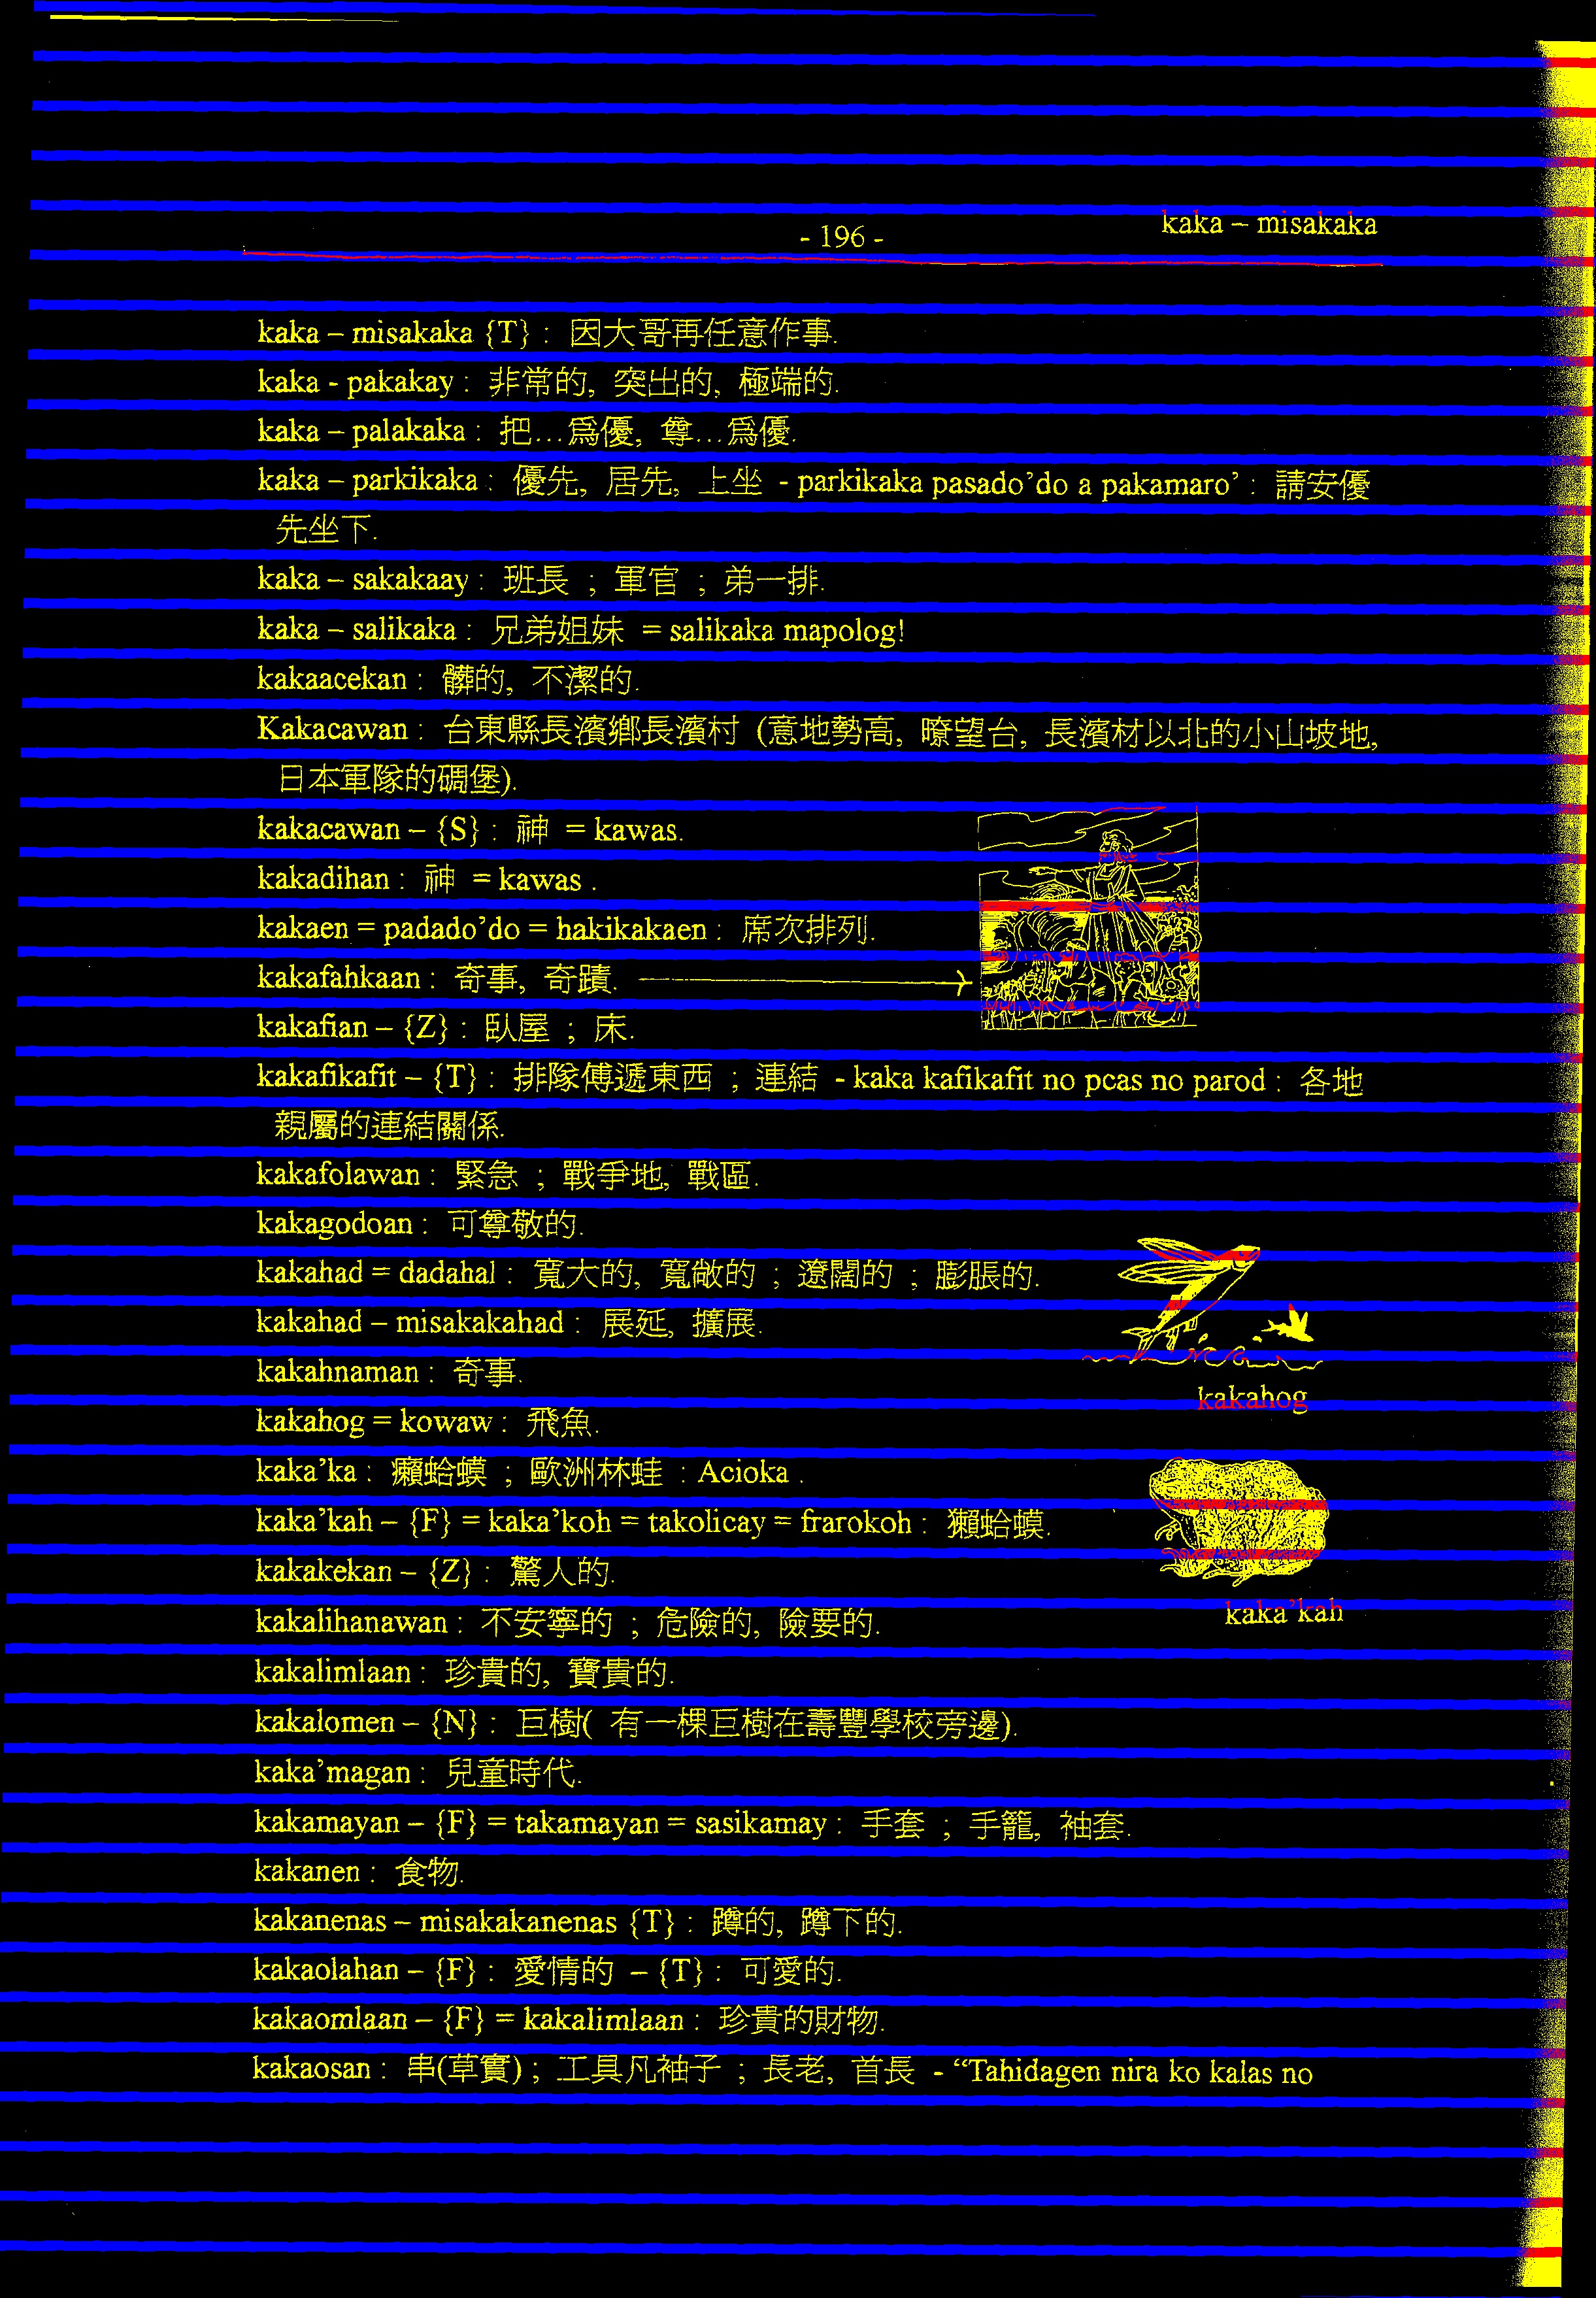 - 196 -
kaka – misakaka
kaka – misakaka {T} : 因大哥再任意作事.
kaka - pakakay : 非常的, 突出的, 極端的.
kaka – palakaka : 把...爲優, 尊...爲優.
kaka – parkikaka : 優先, 居先, 上坐 - parkikaka pasado'do a pakamaro' : 請安優
先坐下.
kaka – sakakaay : 班長 ; 軍官 ; 弟一排.
kaka – salikaka : 兄弟姐妹 = salikaka mapolog!
kakaacekan : 髒的, 不潔的.
Kakacawan : 台東縣長濱鄉長濱村 (意地勢高, 瞭望台, 長濱材以北的小山坡地,
日本軍隊的碉堡).
kakacawan – {S} : 神 = kawas.
kakadihan : 神 = kawas .
kakaen = padado'do = hakikakaen : 席次排列.
kakafahkaan : 奇事, 奇蹟.
kakafian – {Z} : 臥屋 ; 床.
kakafikafit – {T} : 排隊傅遞東西 ; 連結 - kaka kafikafit no pcas no parod : 各地
親屬的連結關係.
kakafolawan : 緊急 ; 戰爭地, 戰區.
kakagodoan : 可尊敬的.
kakahad = dadahal : 寬大的, 寬敞的 ; 遼闊的 ; 膨脹的.
kakahad – misakakahad : 展延, 擴展.
kakahnaman : 奇事.
kakahog
kakahog = kowaw : 飛魚.
kaka'ka : 癩蛤蟆 ; 歐洲林蛙 : Acioka .
kaka'kah – {F} = kaka'koh = takolicay = frarokoh : 獺蛤蟆.
kakakekan – {Z} : 驚人的.
kaka'kah
kakalihanawan : 不安寧的 ; 危險的, 險要的.
kakalimlaan : 珍貴的, 寶貴的.
kakalomen – {N} : 巨樹( 有一棵巨樹在壽豐學校旁邊).
kaka'magan : 兒童時代.
kakamayan – {F} = takamayan = sasikamay : 手套 ; 手籠, 袖套.
kakanen : 食物.
kakanenas – misakakanenas {T} : 蹲的, 蹲下的.
kakaolahan – {F} : 愛情的 – {T} : 可愛的.
kakaomlaan – {F} = kakalimlaan : 珍貴的財物.
kakaosan : 串(草實) ; 工具凡袖子 ; 長老, 首長 - “Tahidagen nira ko kalas no